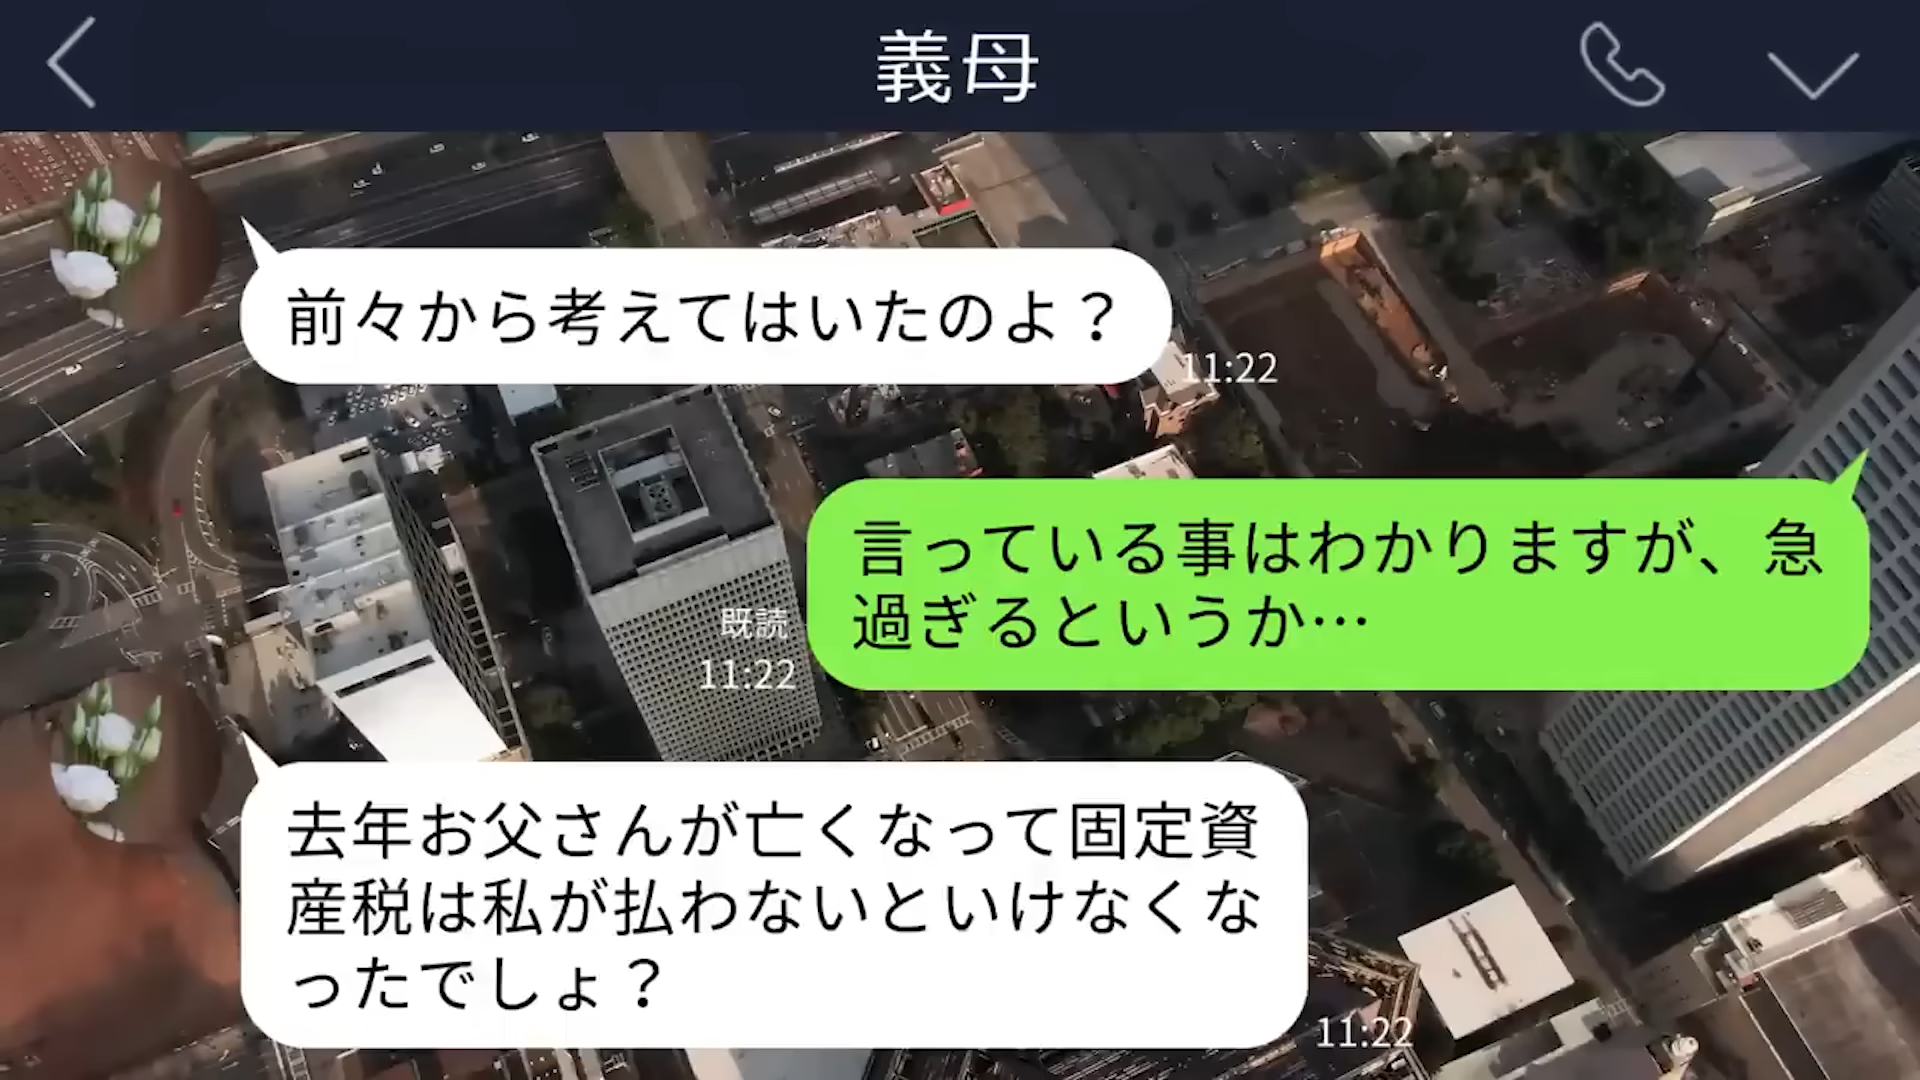 義母
前々から考えてはいたのよ？
11:22
言っている事はわかりますが、急
過ぎるというか…
既読
11:22
去年お父さんが亡くなって固定資
産税は私が払わないといけなくな
ったでしょ？
11:22